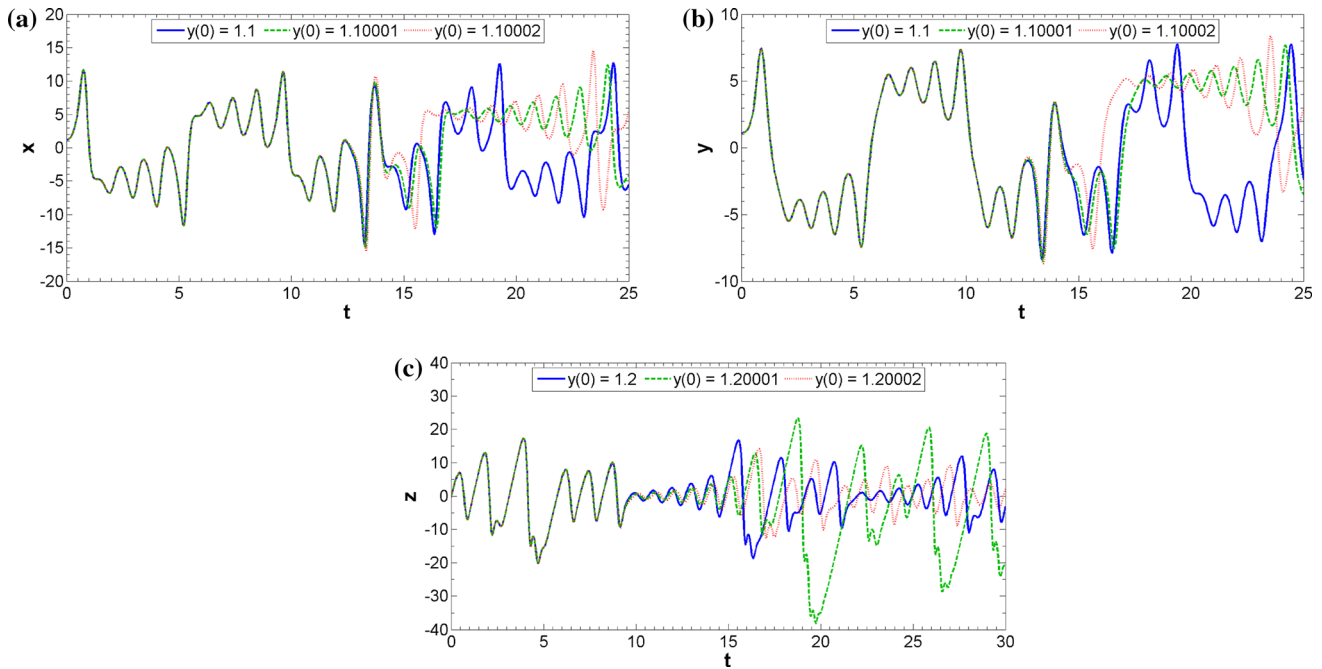 (a)
y(0) = 1.1 y(0) = 1.10001 y(0) = 1.10002
20
15
10
5
0
-5
-10
-15
-20
x
0 5 10 15 20 25
t
(b)
y(0) = 1.1 y(0) = 1.10001 y(0) = 1.10002
10
5
0
-5
-10
y
0 5 10 15 20 25
t
(c)
y(0) = 1.2 y(0) = 1.20001 y(0) = 1.20002
40
30
20
10
0
-10
-20
-30
-40
z
0 5 10 15 20 25 30
t